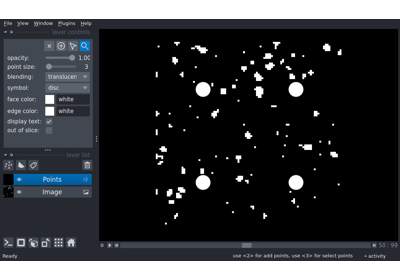 File View Window Plugins Help
layer controls
opacity: 1.00
point size: 3
blending: translucen
symbol: disc
face color: white
edge color: white
display text:
out of slice:
layer list
Points
Image
0 50 99
Ready use <2> for add points, use <3> for select points activity